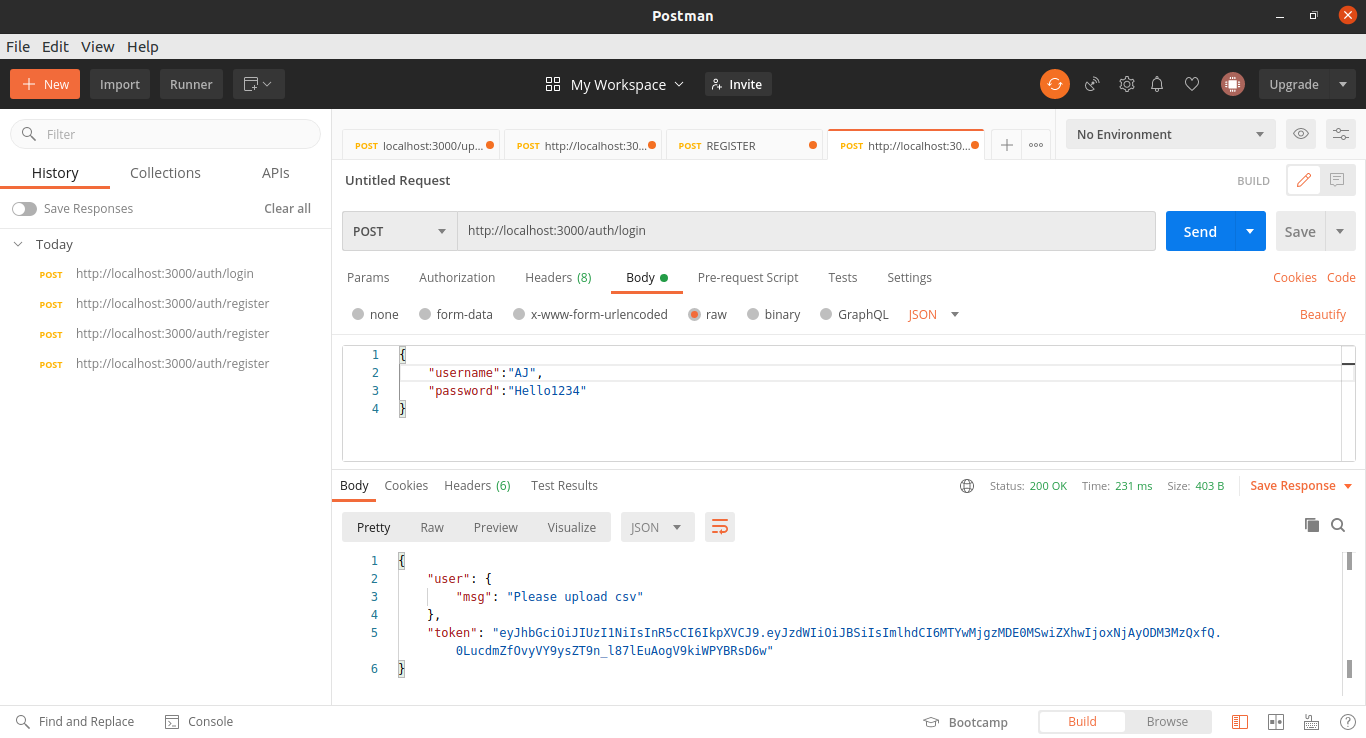 Postman
File Edit View Help
New Import Runner My Workspace Invite Upgrade
Filter
History Collections APIs
Save Responses Clear all
Today
POST http://localhost:3000/auth/login
POST http://localhost:3000/auth/register
POST http://localhost:3000/auth/register
POST http://localhost:3000/auth/register
POST localhost:3000/up... POST http://localhost:30... POST REGISTER POST http://localhost:30... No Environment
Untitled Request BUILD
POST http://localhost:3000/auth/login Send Save
Params Authorization Headers (8) Body Pre-request Script Tests Settings Cookies Code
none form-data x-www-form-urlencoded raw binary GraphQL JSON Beautify
1 {
2 "username":"AJ",
3 "password":"Hello1234"
4 }
Body Cookies Headers (6) Test Results Status: 200 OK Time: 231 ms Size: 403 B Save Response
Pretty Raw Preview Visualize JSON
1 {
2 "user": {
3 "msg": "Please upload csv"
4 },
5 "token": "eyJhbGciOiJIUzI1NiIsInR5cCI6IkpXVCJ9.eyJzdWIiOiJBSiIsImlhdCI6MTYwMjgzMDE0MSwiZXhwIjoxNjAyODM3MzQxfQ.
0LucdmZfOvyVY9ysZT9n_l87lEuAogV9kiWPYBRsD6w"
6 }
Find and Replace Console Bootcamp Build Browse